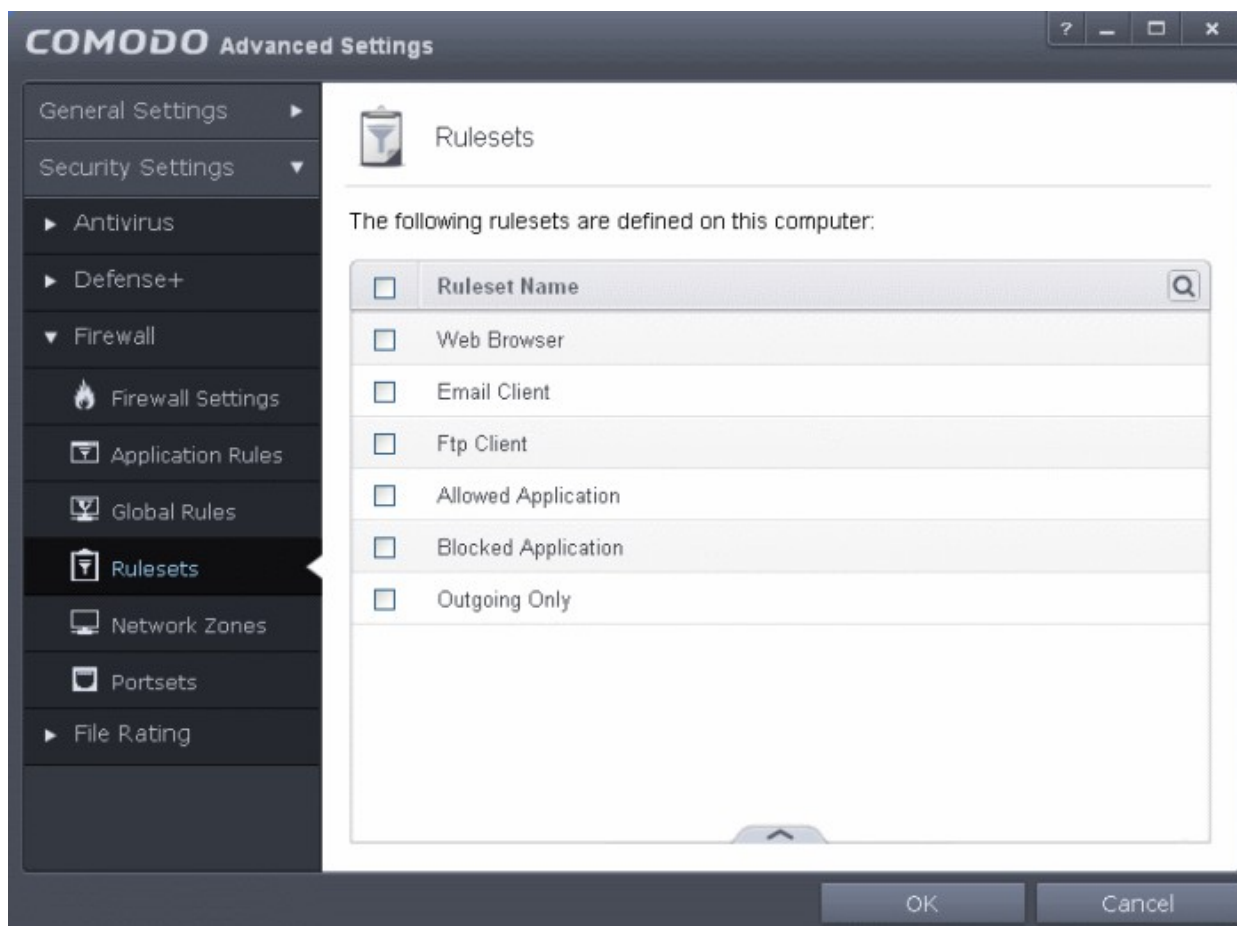 COMODO Advanced Settings
?
General Settings
Security Settings
Antivirus
Defense+
Firewall
Firewall Settings
Application Rules
Global Rules
Rulesets
Network Zones
Portsets
File Rating
Rulesets
The following rulesets are defined on this computer:
Ruleset Name
Web Browser
Email Client
Ftp Client
Allowed Application
Blocked Application
Outgoing Only
OK
Cancel